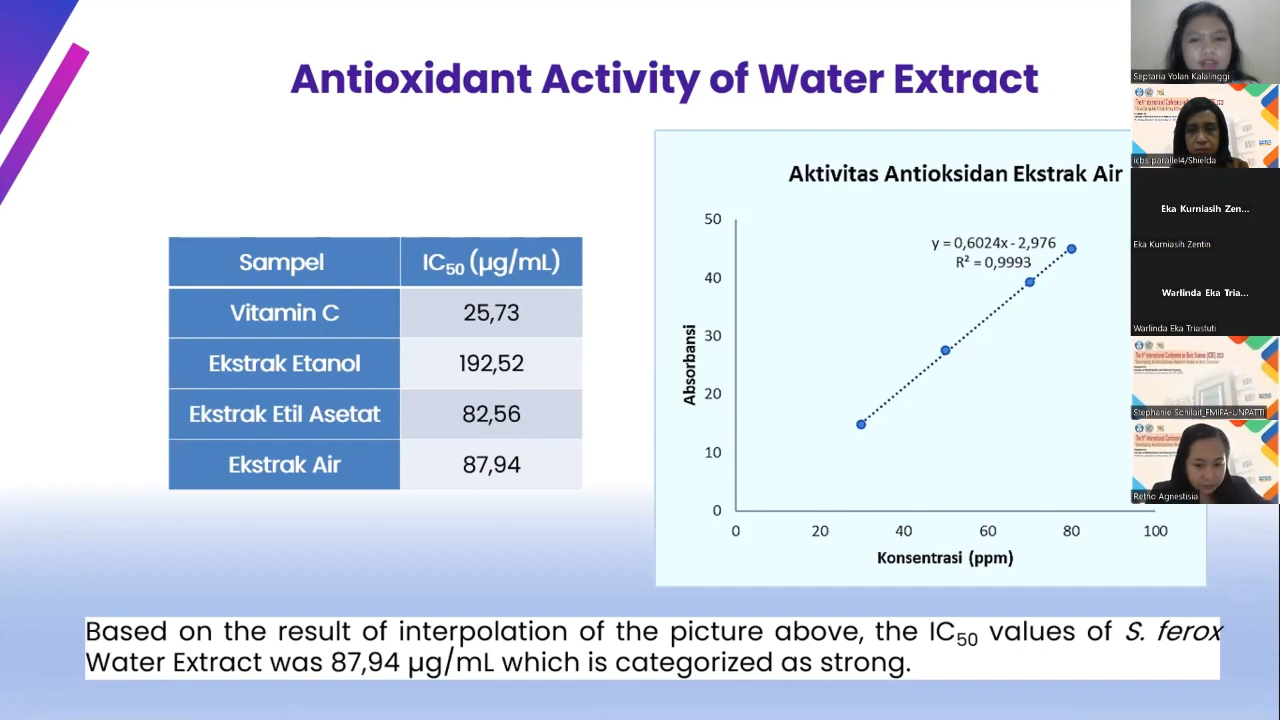 Antioxidant Activity of Water Extract
Sampel IC50 (µg/mL)
Vitamin C 25,73
Ekstrak Etanol 192,52
Ekstrak Etil Asetat 82,56
Ekstrak Air 87,94
Aktivitas Antioksidan Ekstrak Air
y = 0,6024x - 2,976
R² = 0,9993
Absorbansi
50
40
30
20
10
0
0 20 40 60 80 100
Konsentrasi (ppm)
Based on the result of interpolation of the picture above, the IC50 values of S. ferox
Water Extract was 87,94 µg/mL which is categorized as strong.
Septaria Yolan Kalalinggi
icbs parallel4/Shielda
Eka Kurniasih Zen...
Eka Kurniasih Zentin
Warlinda Eka Tria...
Warlinda Eka Triastuti
Stephanie Schilait_FMIPA-UNPATTI
Retno Agnestisia